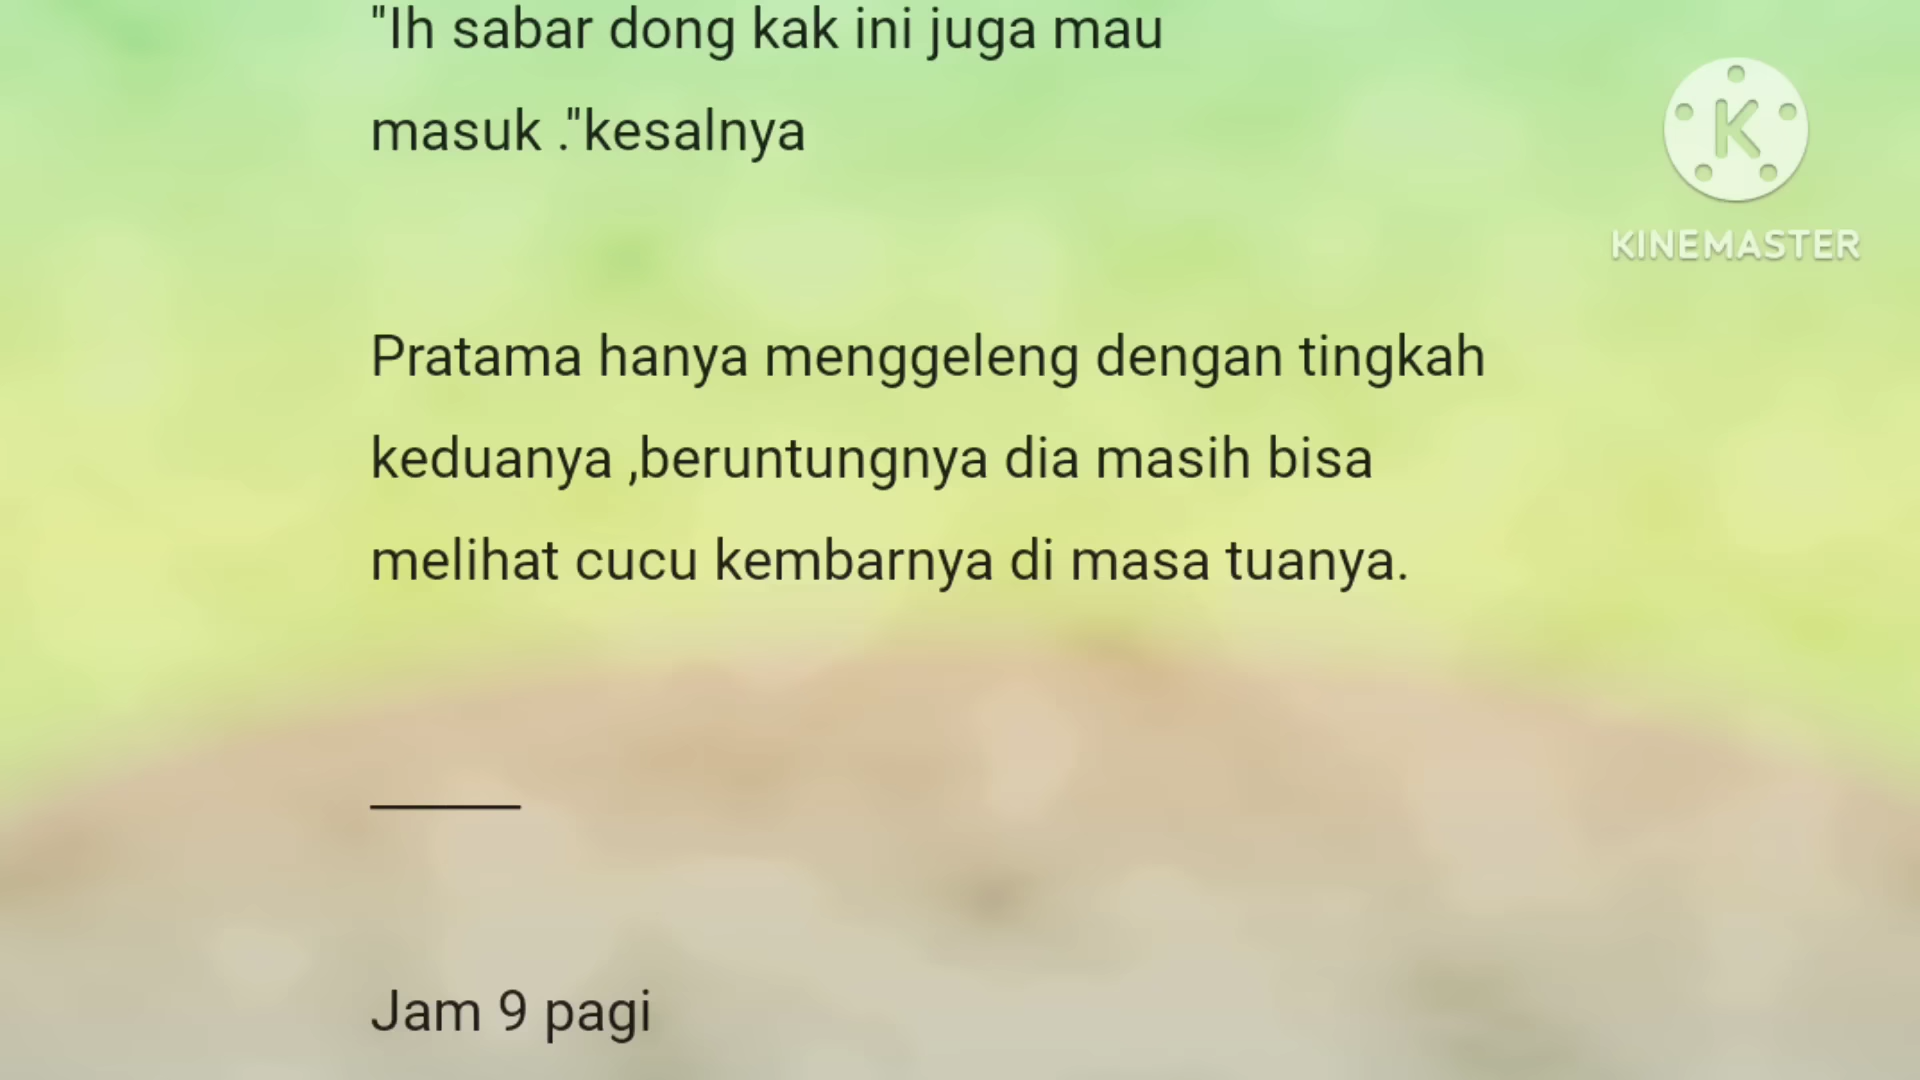 "Ih sabar dong kak ini juga mau
masuk ."kesalnya
K
KINEMASTER
Pratama hanya menggeleng dengan tingkah
keduanya ,beruntungnya dia masih bisa
melihat cucu kembarnya di masa tuanya.
Jam 9 pagi